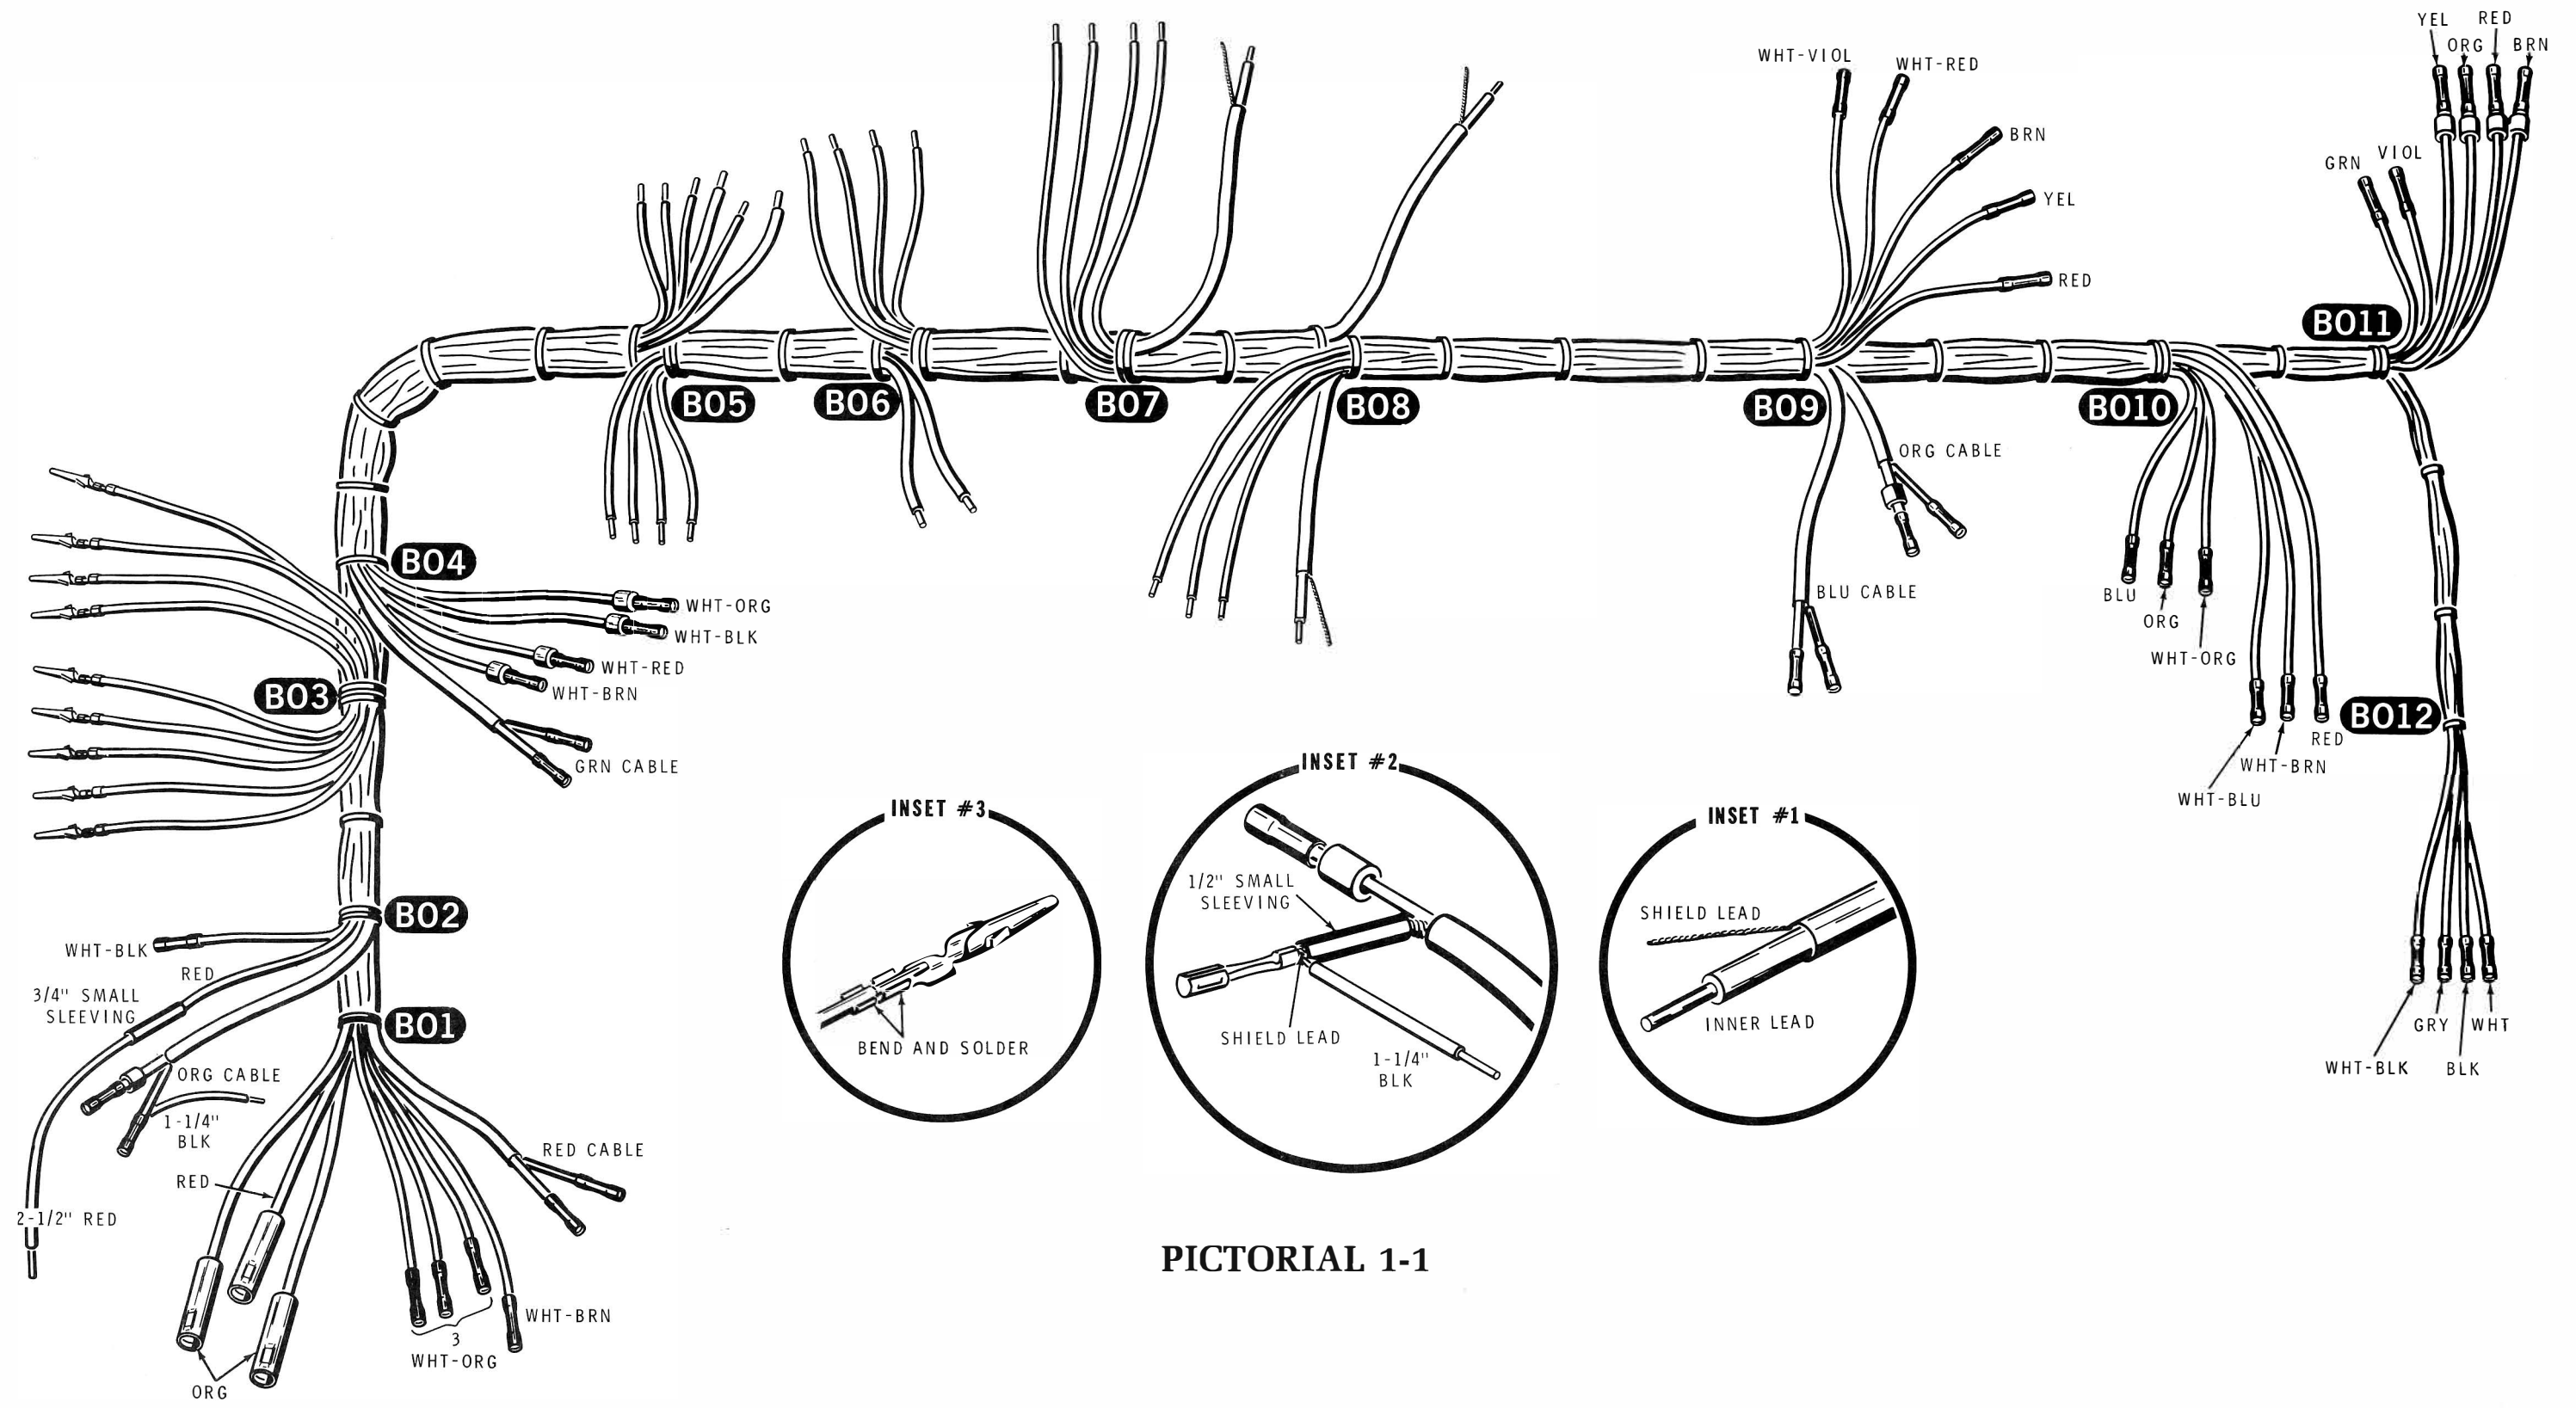 YEL RED
ORG BRN
WHT-VIOL
WHT-RED
BRN
YEL
RED
GRN VIOL
BO11
BO5
BO6
BO7
BO8
BO9
BO10
ORG CABLE
BLU CABLE
BLU
ORG
WHT-ORG
BO4
WHT-ORG
WHT-BLK
WHT-RED
WHT-BRN
GRN CABLE
BO3
BO12
RED
WHT-BRN
WHT-BLU
INSET #3
BEND AND SOLDER
INSET #2
1/2" SMALL
SLEEVING
SHIELD LEAD
1-1/4"
BLK
INSET #1
SHIELD LEAD
INNER LEAD
BO2
WHT-BLK
RED
3/4" SMALL
SLEEVING
BO1
ORG CABLE
1-1/4"
BLK
RED
2-1/2" RED
RED CABLE
WHT-BRN
3
WHT-ORG
ORG
GRY WHT
WHT-BLK BLK
PICTORIAL 1-1